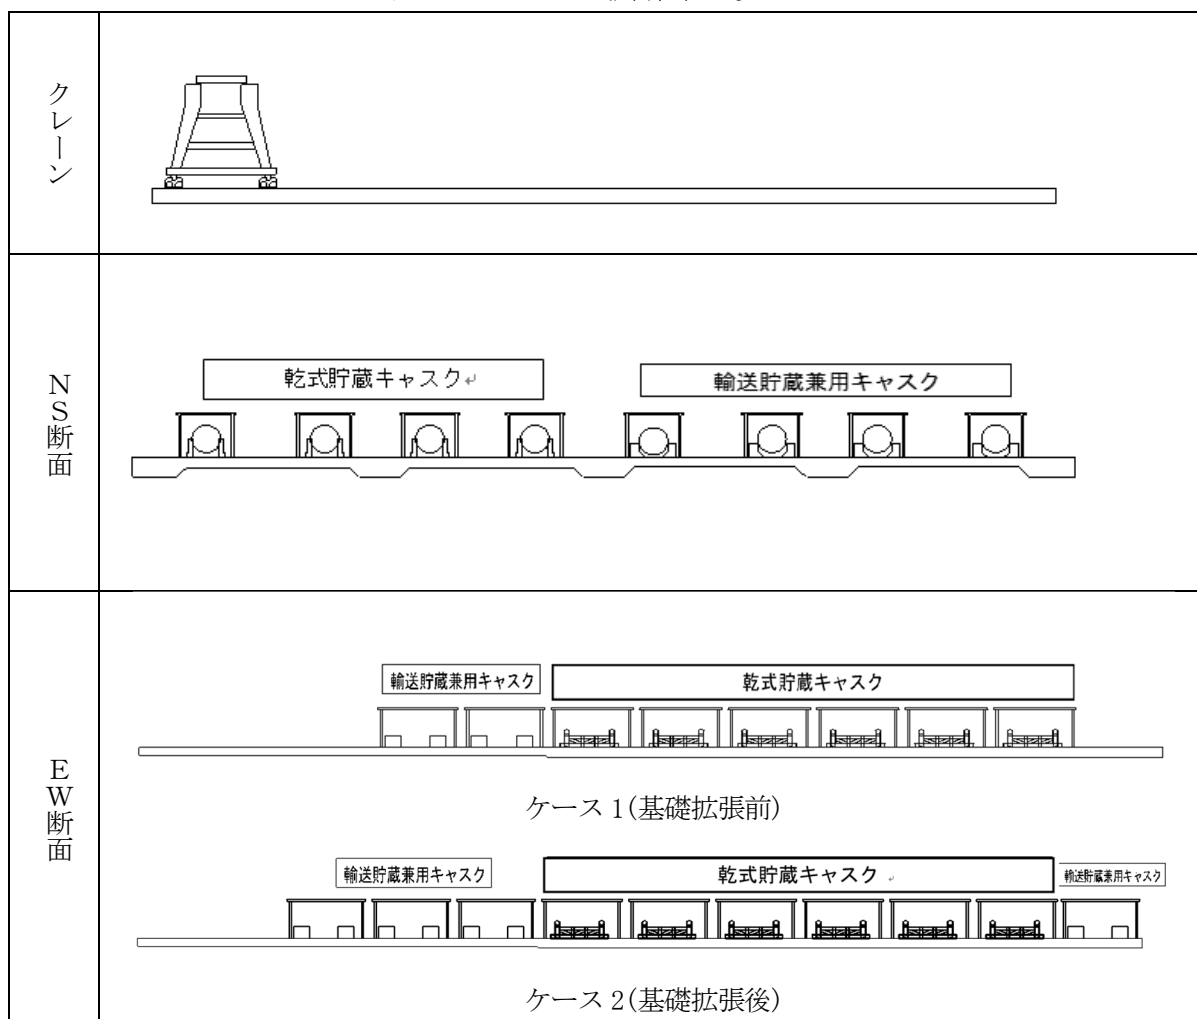 クレーン
NS断面
乾式貯蔵キャスク↵
輸送貯蔵兼用キャスク
EW断面
輸送貯蔵兼用キャスク
乾式貯蔵キャスク
ケース 1(基礎拡張前)
輸送貯蔵兼用キャスク
乾式貯蔵キャスク ↵
輸送貯蔵兼用キャスク
ケース 2(基礎拡張後)